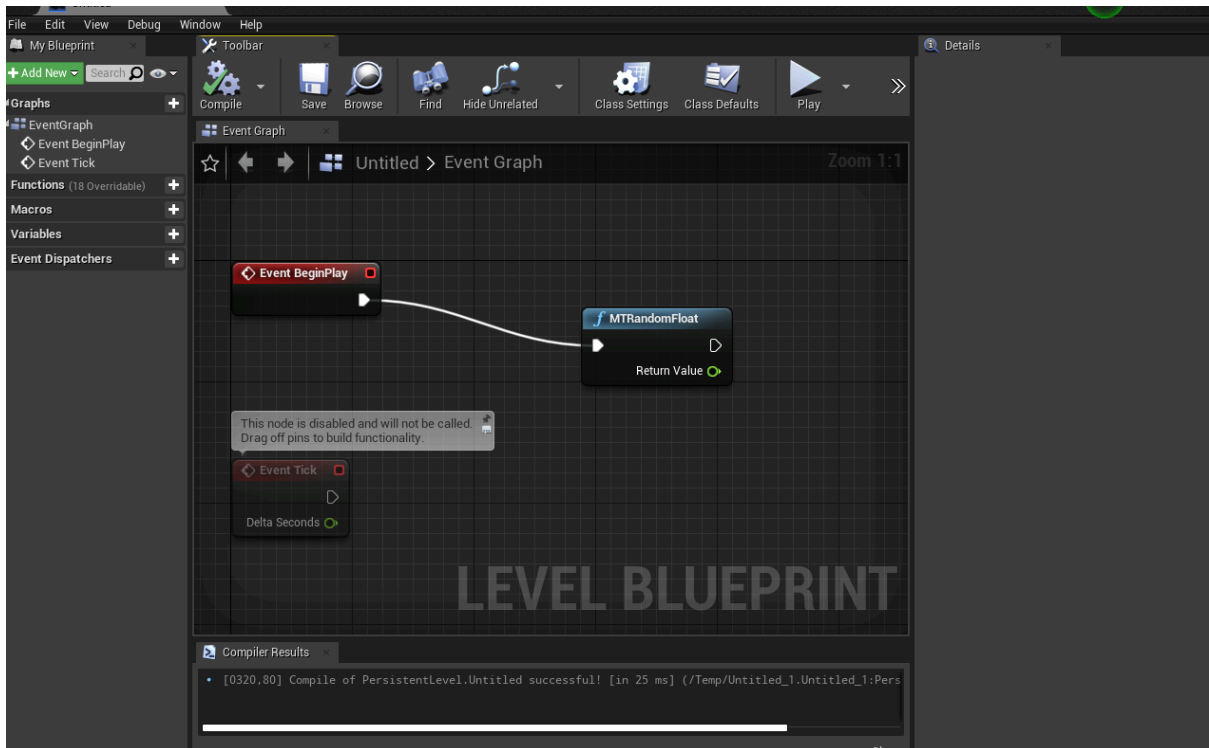 File Edit View Debug Window Help
My Blueprint
Toolbar
Details
+ Add New
Search
Compile
Save
Browse
Find
Hide Unrelated
Class Settings
Class Defaults
Play
Graphs
EventGraph
Event BeginPlay
Event Tick
Functions (18 Overridable)
Macros
Variables
Event Dispatchers
Event Graph
Untitled > Event Graph
Zoom 1:1
Event BeginPlay
f MTRandomFloat
Return Value
This node is disabled and will not be called.
Drag off pins to build functionality.
Event Tick
Delta Seconds
LEVEL BLUEPRINT
Compiler Results
[0320,80] Compile of PersistentLevel.Untitled successful! [in 25 ms] (/Temp/Untitled_1.Untitled_1:Pers